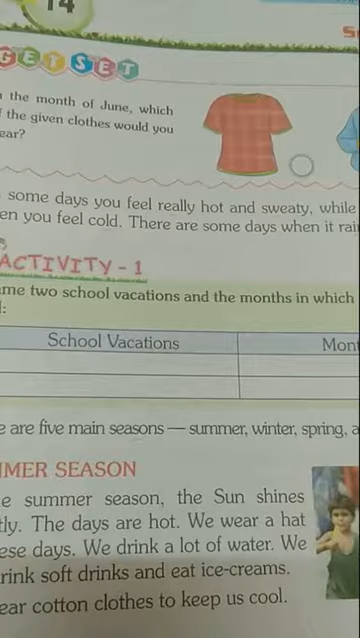 14
GET SET
the month of June, which
the given clothes would you
ear?
some days you feel really hot and sweaty, while
en you feel cold. There are some days when it rai
ACTIVITY - 1
me two school vacations and the months in which
School Vacations
Mont
e are five main seasons — summer, winter, spring, a
MER SEASON
e summer season, the Sun shines
tly. The days are hot. We wear a hat
ese days. We drink a lot of water. We
rink soft drinks and eat ice-creams.
ear cotton clothes to keep us cool.